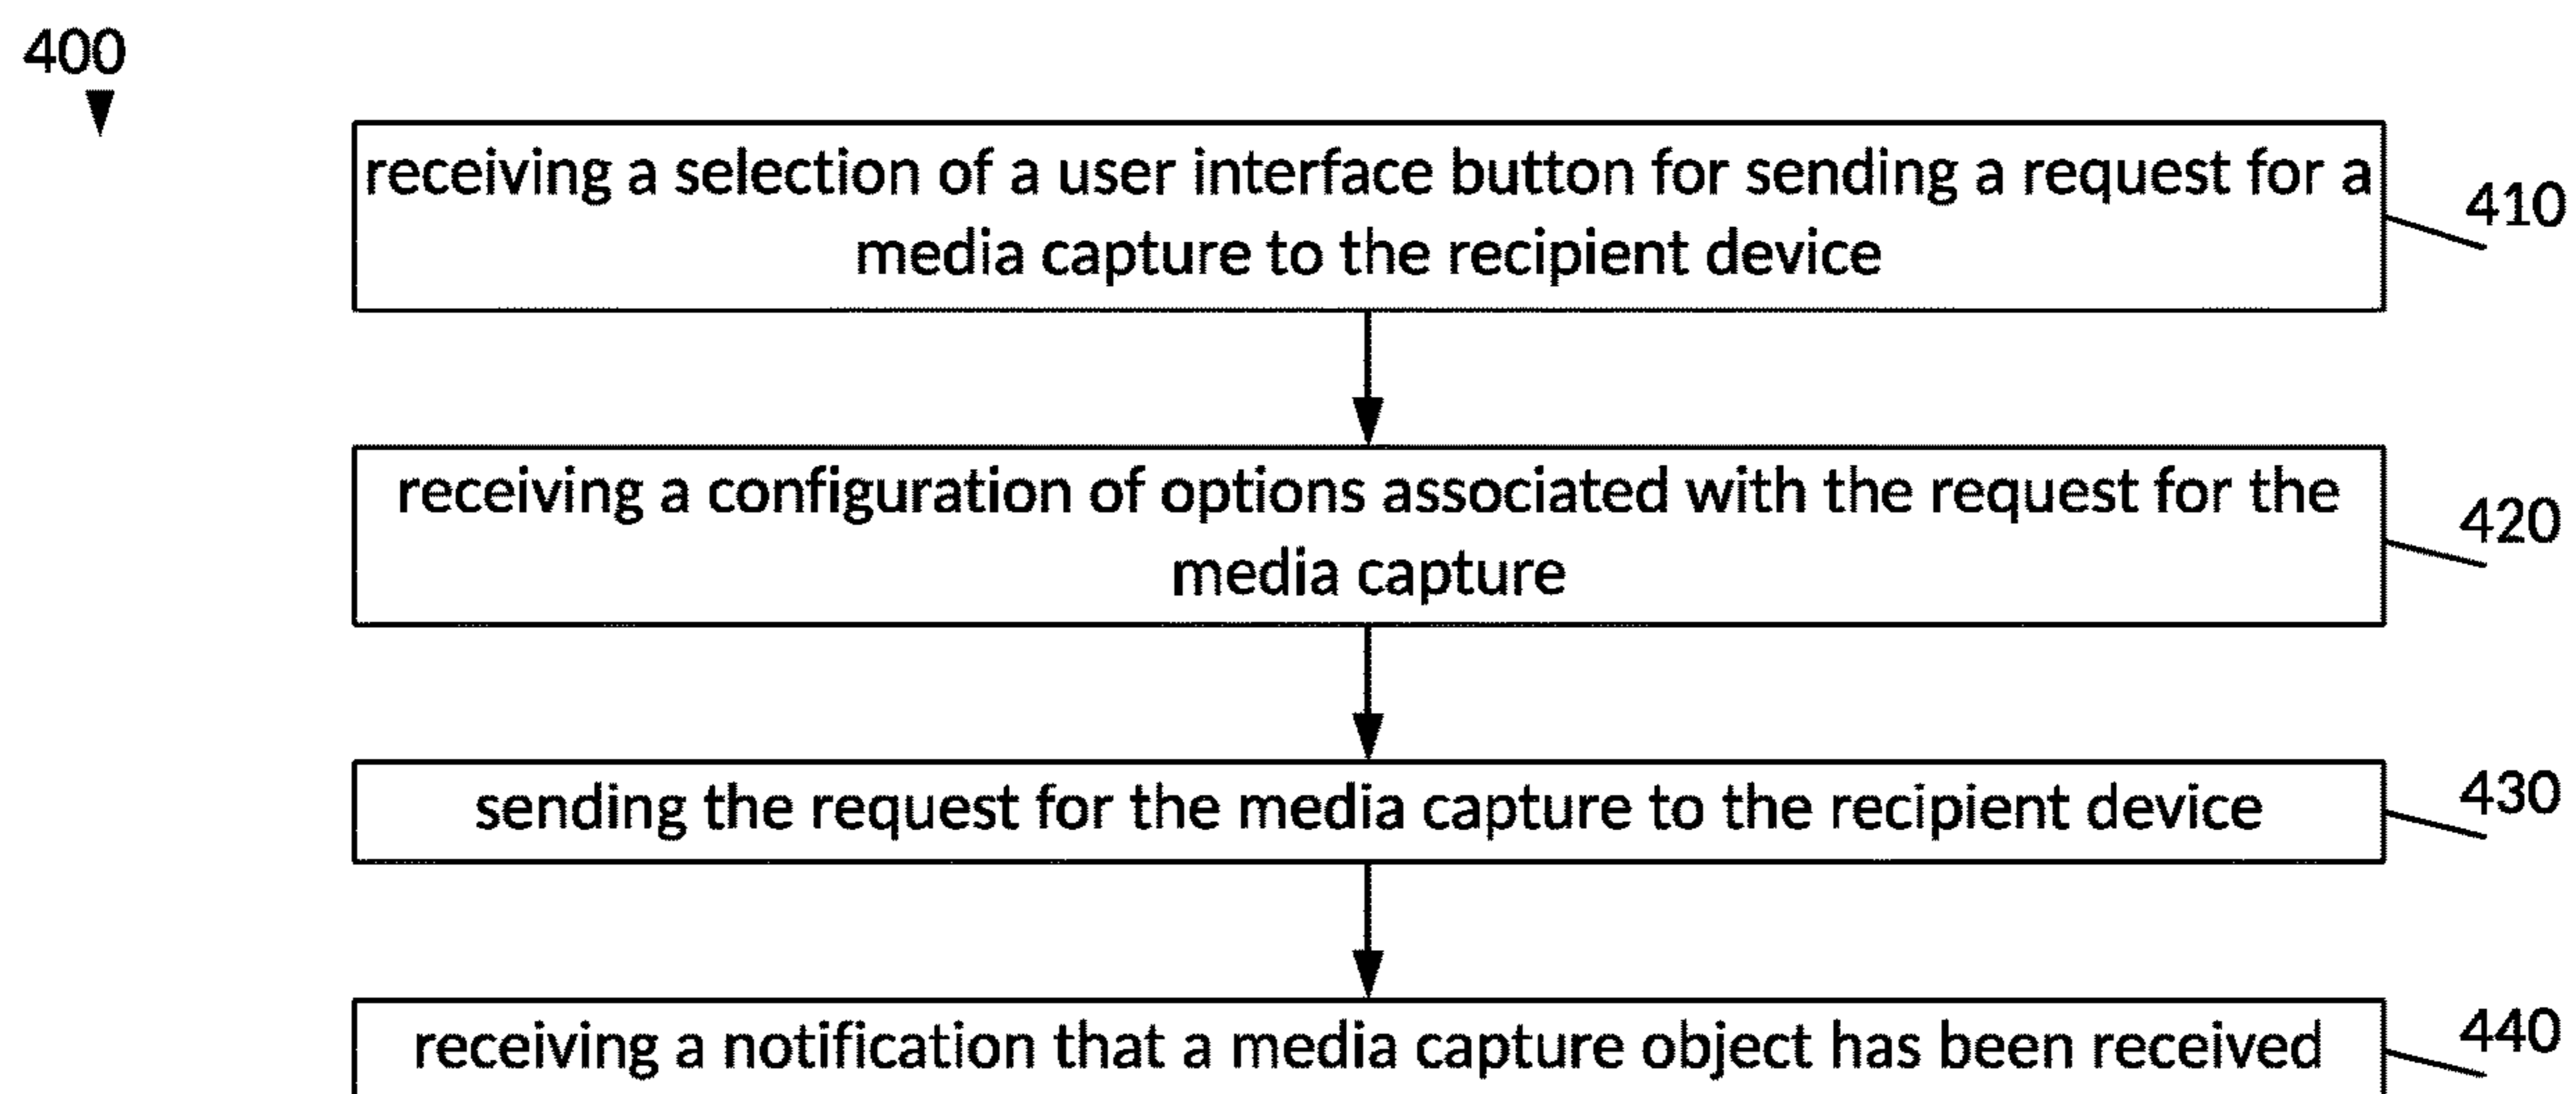 400
receiving a selection of a user interface button for sending a request for a
media capture to the recipient device
410
receiving a configuration of options associated with the request for the
media capture
420
sending the request for the media capture to the recipient device
430
receiving a notification that a media capture object has been received
440